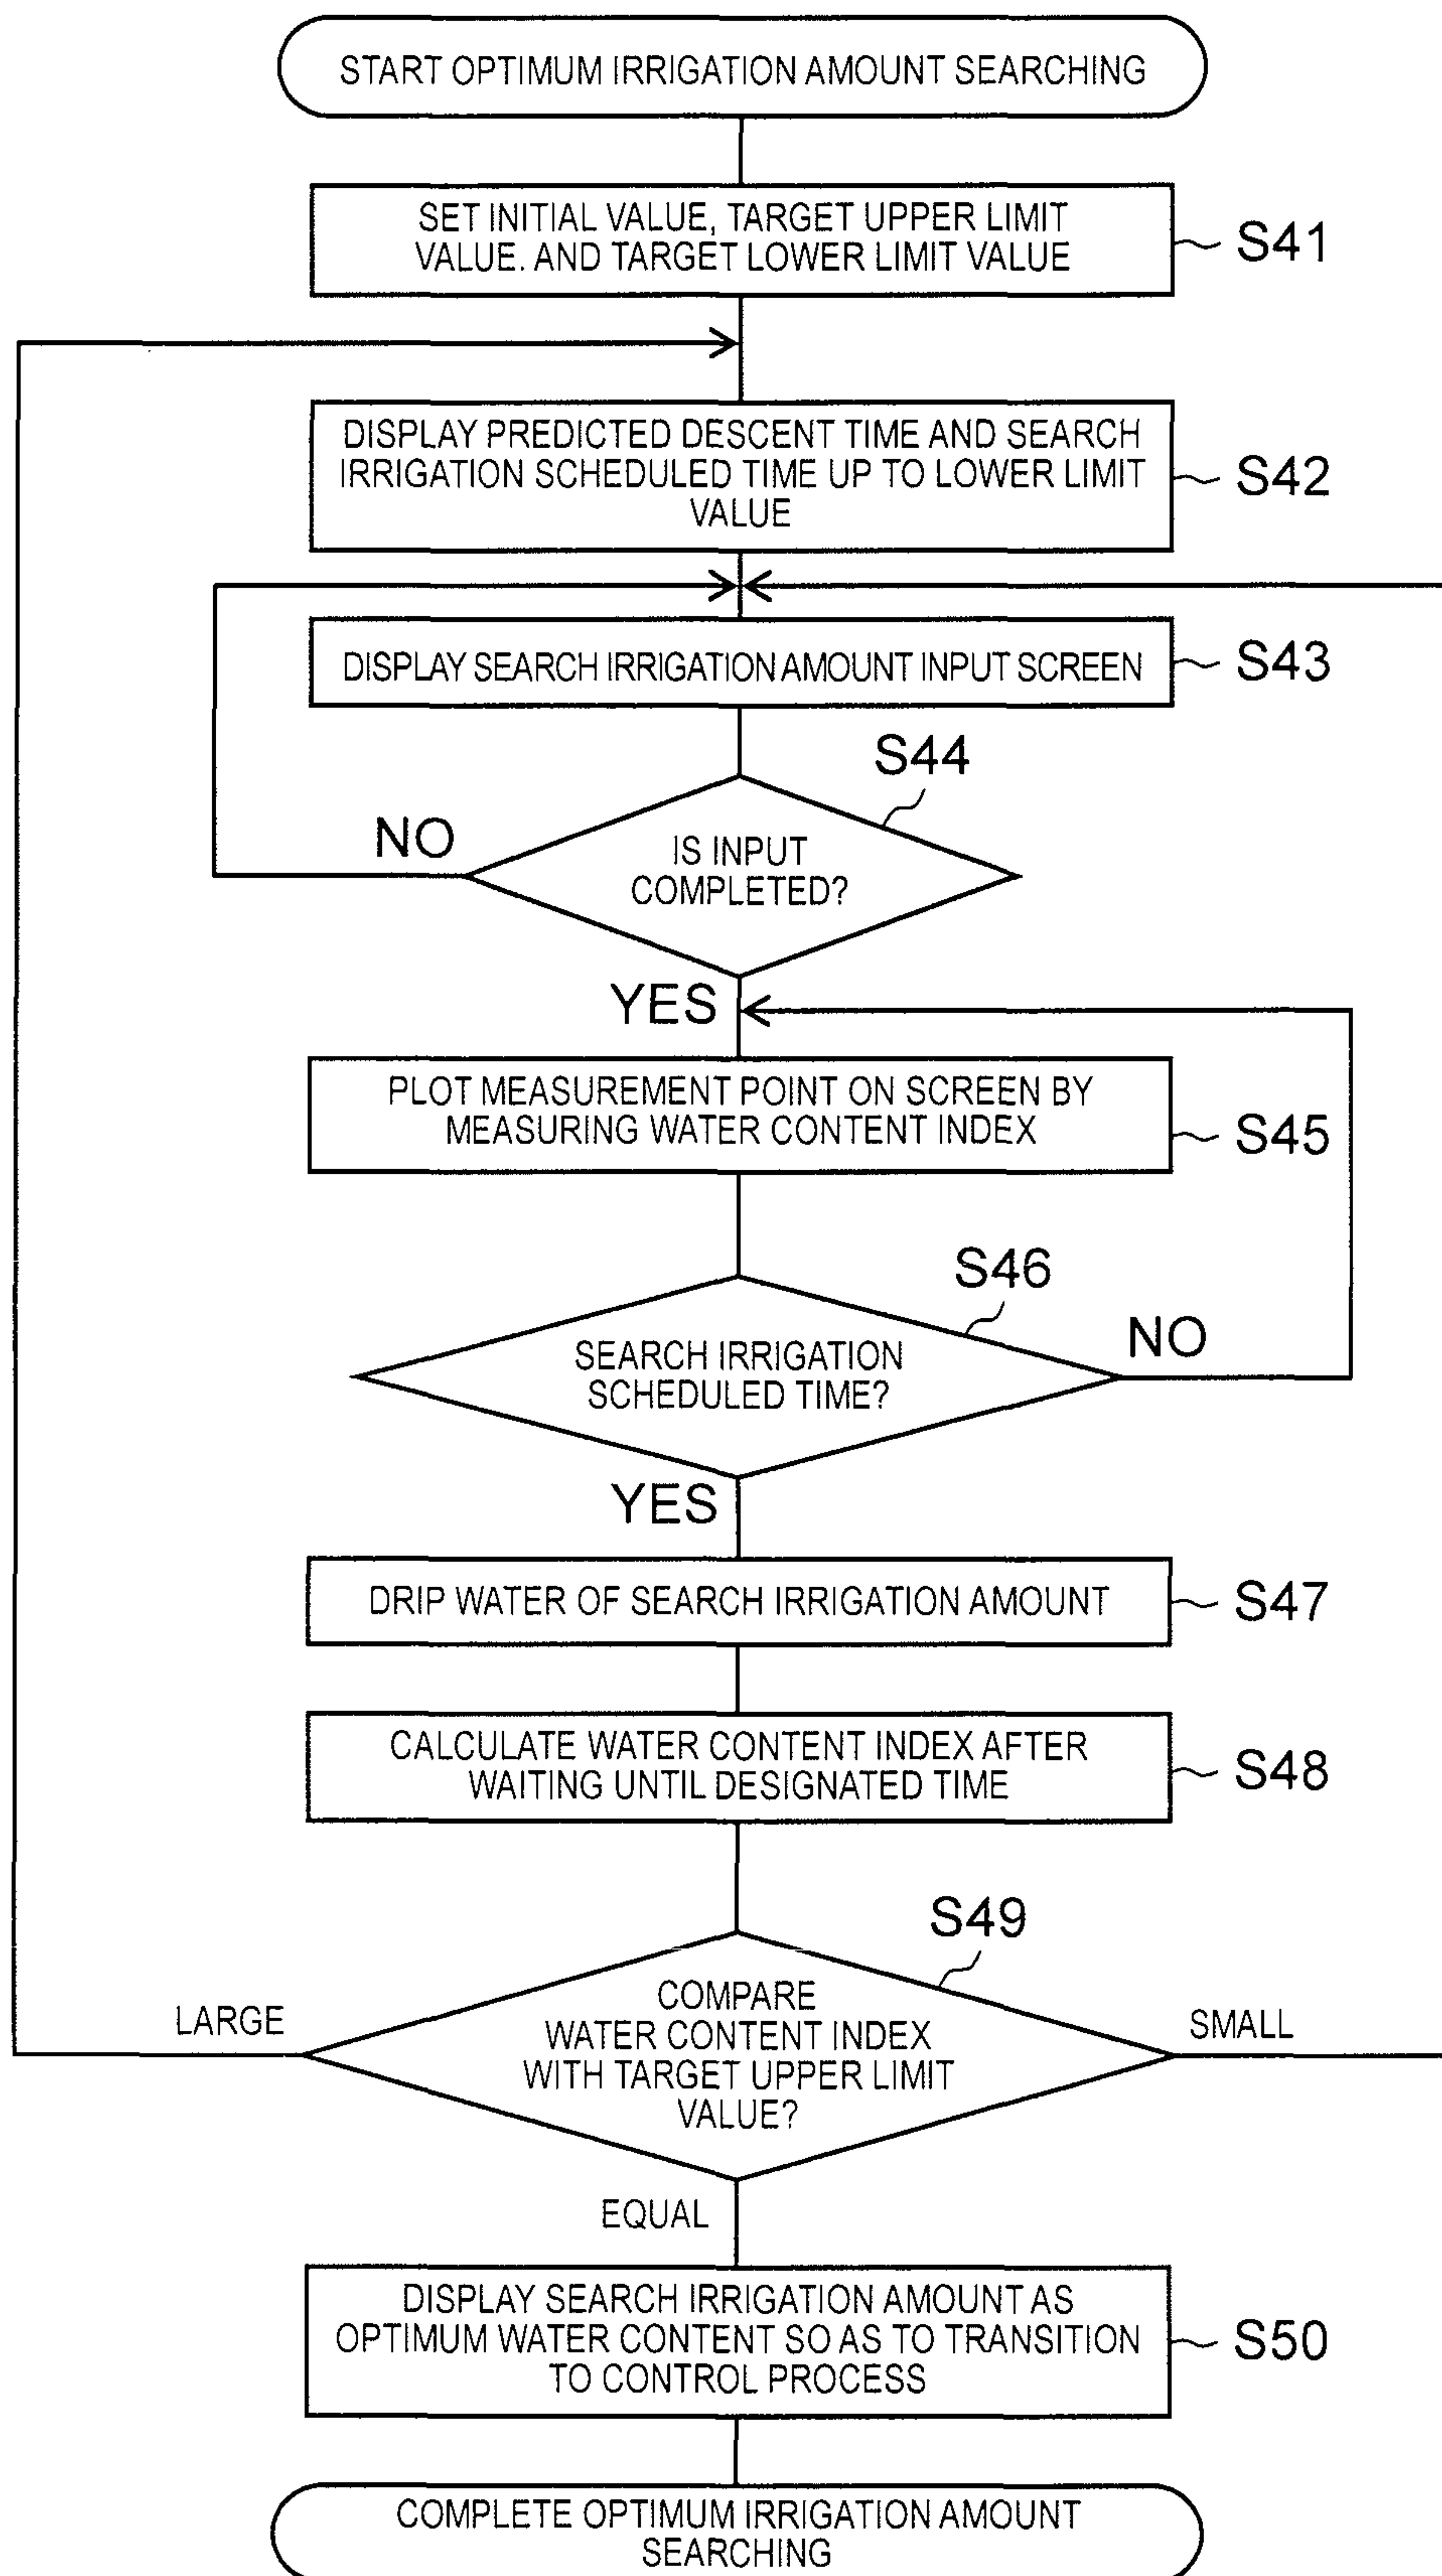 START OPTIMUM IRRIGATION AMOUNT SEARCHING
SET INITIAL VALUE, TARGET UPPER LIMIT
VALUE. AND TARGET LOWER LIMIT VALUE
S41
DISPLAY PREDICTED DESCENT TIME AND SEARCH
IRRIGATION SCHEDULED TIME UP TO LOWER LIMIT
VALUE
S42
DISPLAY SEARCH IRRIGATION AMOUNT INPUT SCREEN
S43
S44
NO
IS INPUT
COMPLETED?
YES
PLOT MEASUREMENT POINT ON SCREEN BY
MEASURING WATER CONTENT INDEX
S45
S46
NO
SEARCH IRRIGATION
SCHEDULED TIME?
YES
DRIP WATER OF SEARCH IRRIGATION AMOUNT
S47
CALCULATE WATER CONTENT INDEX AFTER
WAITING UNTIL DESIGNATED TIME
S48
S49
LARGE
COMPARE
WATER CONTENT INDEX
WITH TARGET UPPER LIMIT
VALUE?
SMALL
EQUAL
DISPLAY SEARCH IRRIGATION AMOUNT AS
OPTIMUM WATER CONTENT SO AS TO TRANSITION
TO CONTROL PROCESS
S50
COMPLETE OPTIMUM IRRIGATION AMOUNT
SEARCHING